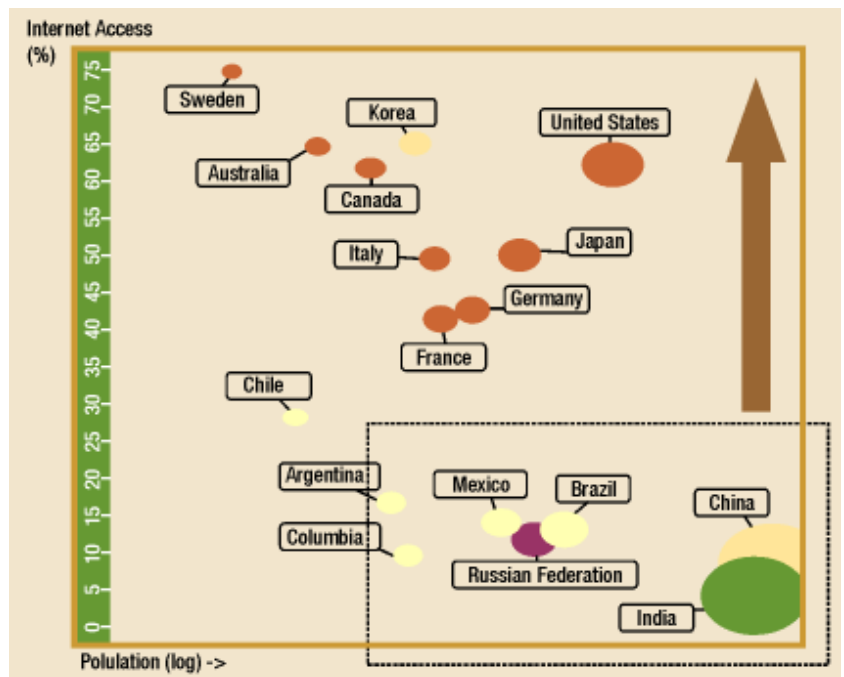 Internet Access
(%)
75
70
65
60
55
50
45
40
35
30
25
20
15
10
5
0
Sweden
Korea
United States
Australia
Canada
Italy
Japan
Germany
France
Chile
Argentina
Mexico
Brazil
China
Columbia
Russian Federation
India
Polulation (log) ->